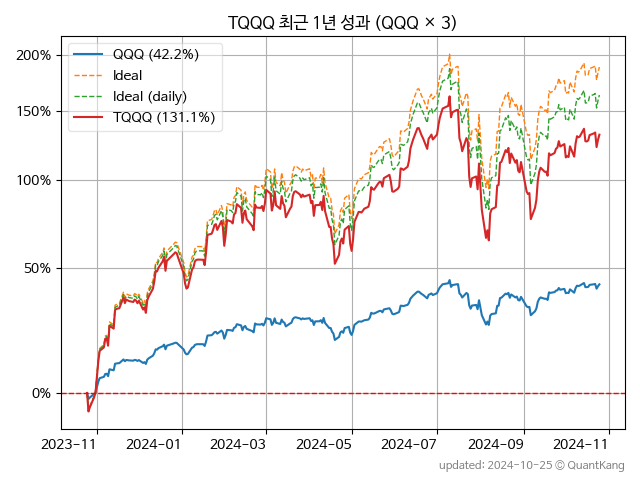 TQQQ 최근 1년 성과 (QQQ × 3)
QQQ (42.2%)
Ideal
Ideal (daily)
TQQQ (131.1%)
200%
150%
100%
50%
0%
2023-11 2024-01 2024-03 2024-05 2024-07 2024-09 2024-11
updated: 2024-10-25 © QuantKang